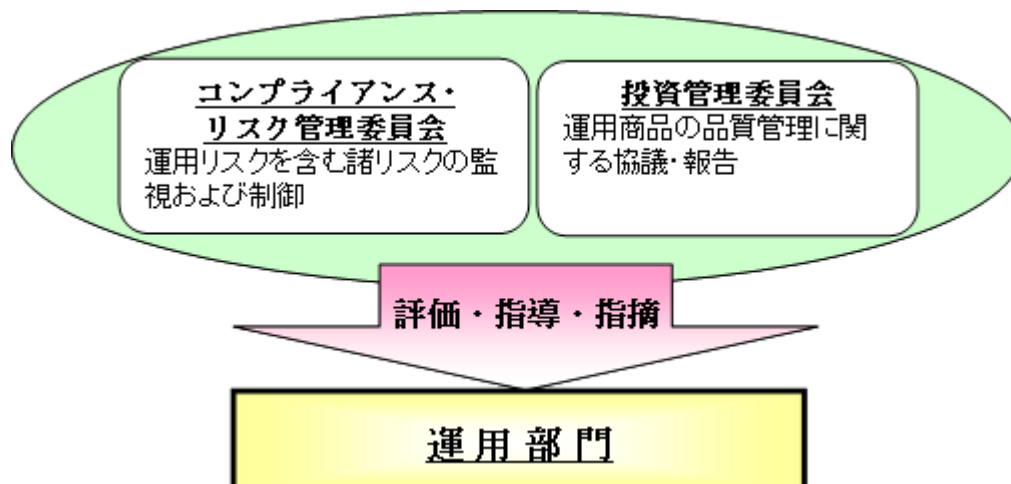 コンプライアンス・
リスク管理委員会
運用リスクを含む諸リスクの監
視および制御
投資管理委員会
運用商品の品質管理に関
する協議・報告
評価・指導・指摘
運用部門